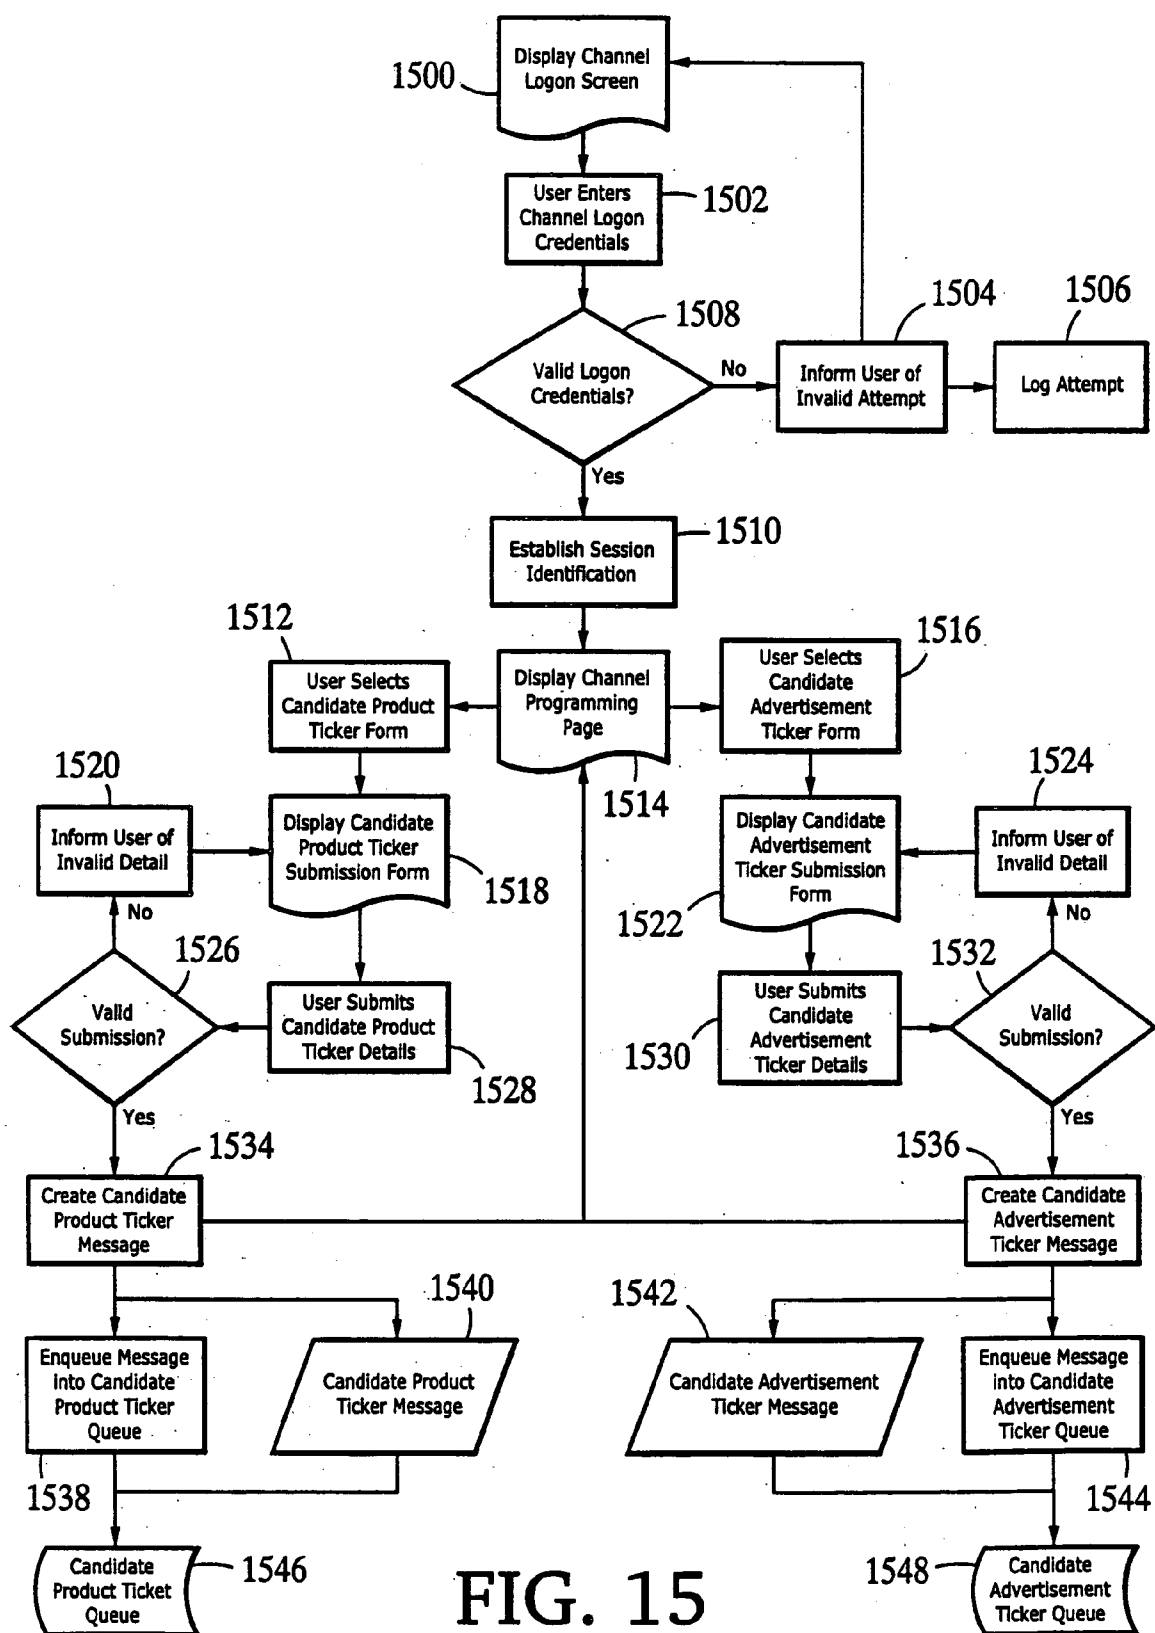 Display Channel
Logon Screen
1500
User Enters
Channel Logon
Credentials
1502
1508
Valid Logon
Credentials?
No
1504
Inform User of
Invalid Attempt
1506
Log Attempt
Yes
1510
Establish Session
Identification
1512
User Selects
Candidate Product
Ticker Form
Display Channel
Programming
Page
1514
1516
User Selects
Candidate
Advertisement
Ticker Form
1520
Inform User of
Invalid Detail
No
Display Candidate
Product Ticker
Submission Form
1518
Display Candidate
Advertisement
Ticker Submission
Form
1522
1524
Inform User of
Invalid Detail
No
1526
Valid
Submission?
Yes
User Submits
Candidate Product
Ticker Details
1528
User Submits
Candidate
Advertisement
Ticker Details
1530
1532
Valid
Submission?
Yes
1534
Create Candidate
Product Ticker
Message
1536
Create Candidate
Advertisement
Ticker Message
Enqueue Message
into Candidate
Product Ticker
Queue
1538
1540
Candidate Product
Ticker Message
1542
Candidate Advertisement
Ticker Message
Enqueue Message
into Candidate
Advertisement
Ticker Queue
1544
Candidate
Product Ticket
Queue
1546
FIG. 15
1548
Candidate
Advertisement
Ticker Queue